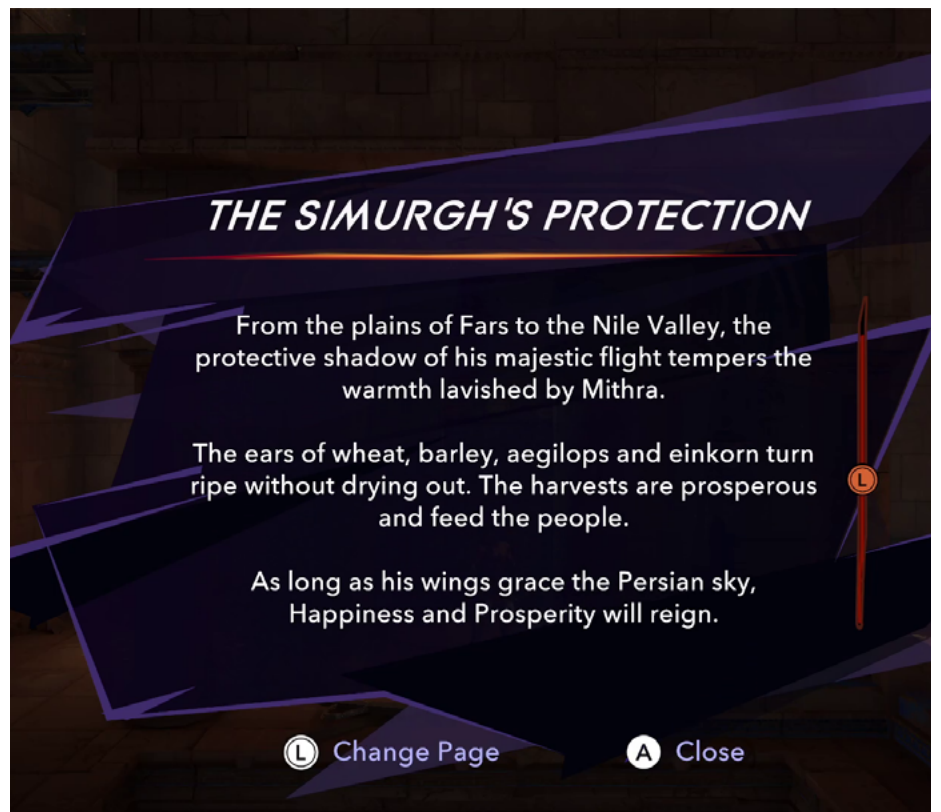 THE SIMURGH'S PROTECTION
From the plains of Fars to the Nile Valley, the
protective shadow of his majestic flight tempers the
warmth lavished by Mithra.
The ears of wheat, barley, aegilops and einkorn turn
ripe without drying out. The harvests are prosperous
and feed the people.
As long as his wings grace the Persian sky,
Happiness and Prosperity will reign.
L
L Change Page
A Close